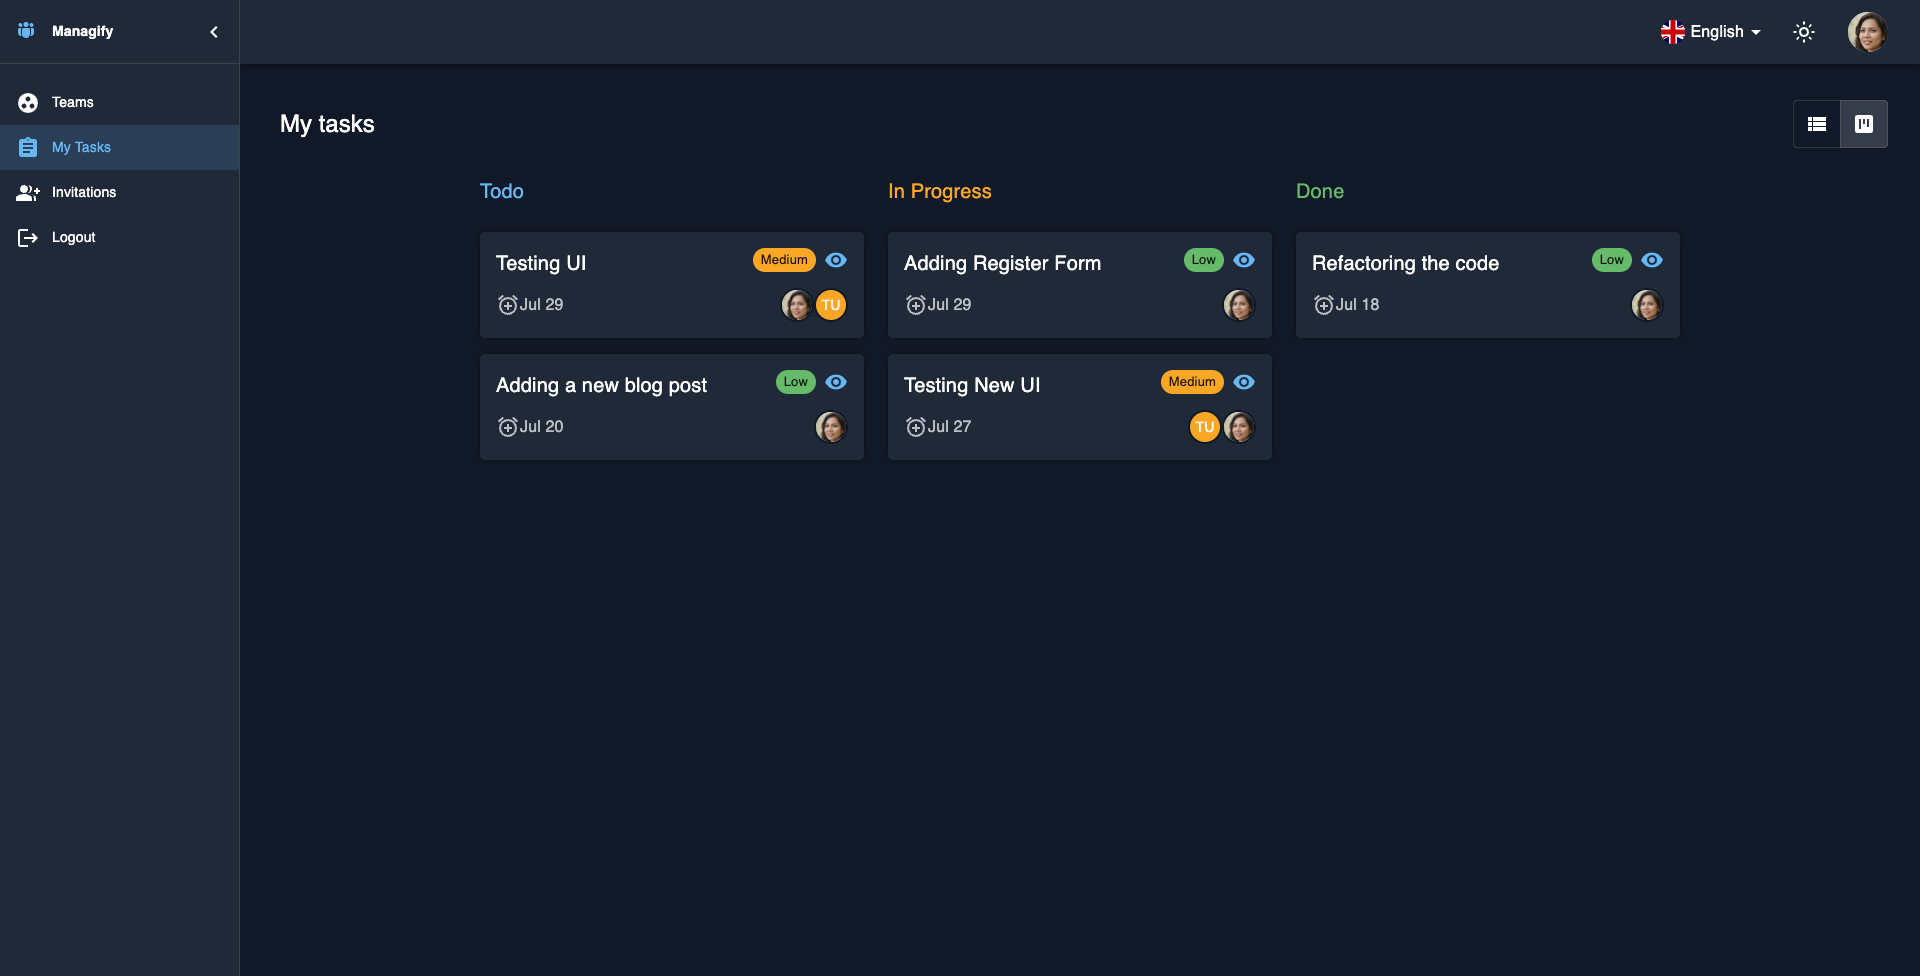 Managify
English
Teams
My Tasks
Invitations
Logout
My tasks
Todo
Testing UI
Medium
Jul 29
TU
Adding a new blog post
Low
Jul 20
In Progress
Adding Register Form
Low
Jul 29
Testing New UI
Medium
Jul 27
TU
Done
Refactoring the code
Low
Jul 18